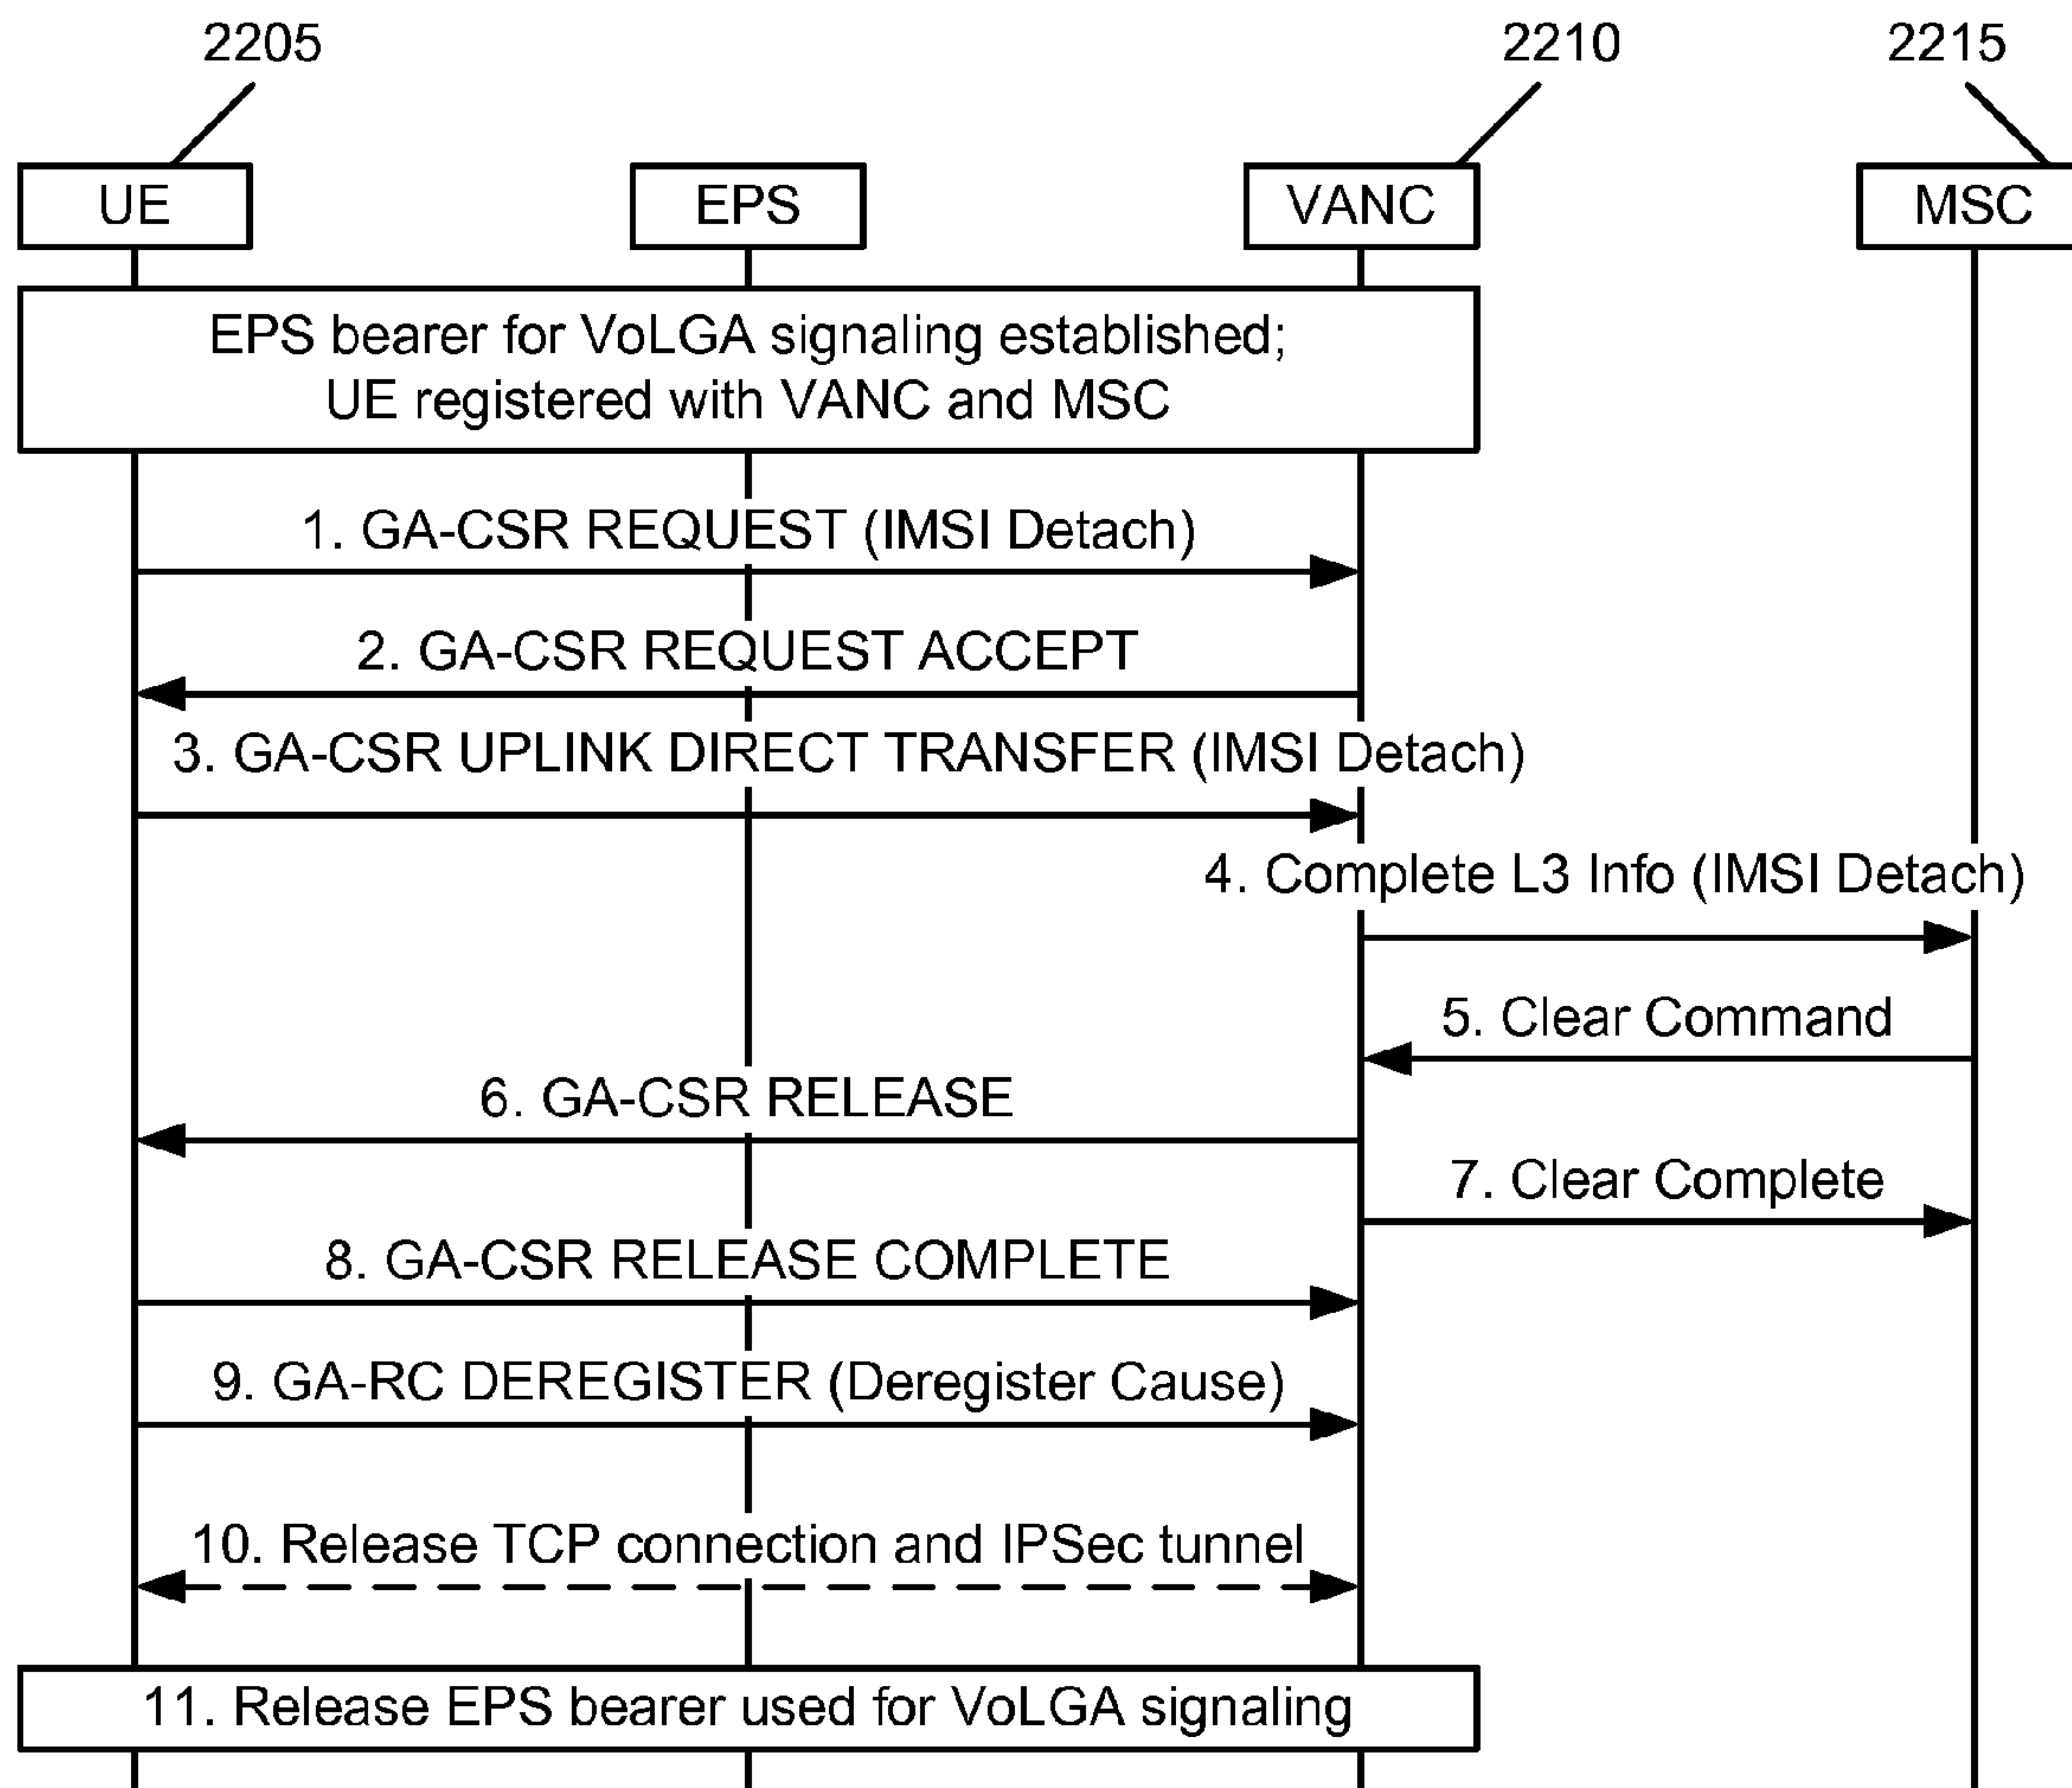 2205
2210
2215
UE
EPS
VANC
MSC
EPS bearer for VoLGA signaling established;
UE registered with VANC and MSC
1. GA-CSR REQUEST (IMSI Detach)
2. GA-CSR REQUEST ACCEPT
3. GA-CSR UPLINK DIRECT TRANSFER (IMSI Detach)
4. Complete L3 Info (IMSI Detach)
5. Clear Command
6. GA-CSR RELEASE
7. Clear Complete
8. GA-CSR RELEASE COMPLETE
9. GA-RC DEREGISTER (Deregister Cause)
10. Release TCP connection and IPSec tunnel
11. Release EPS bearer used for VoLGA signaling